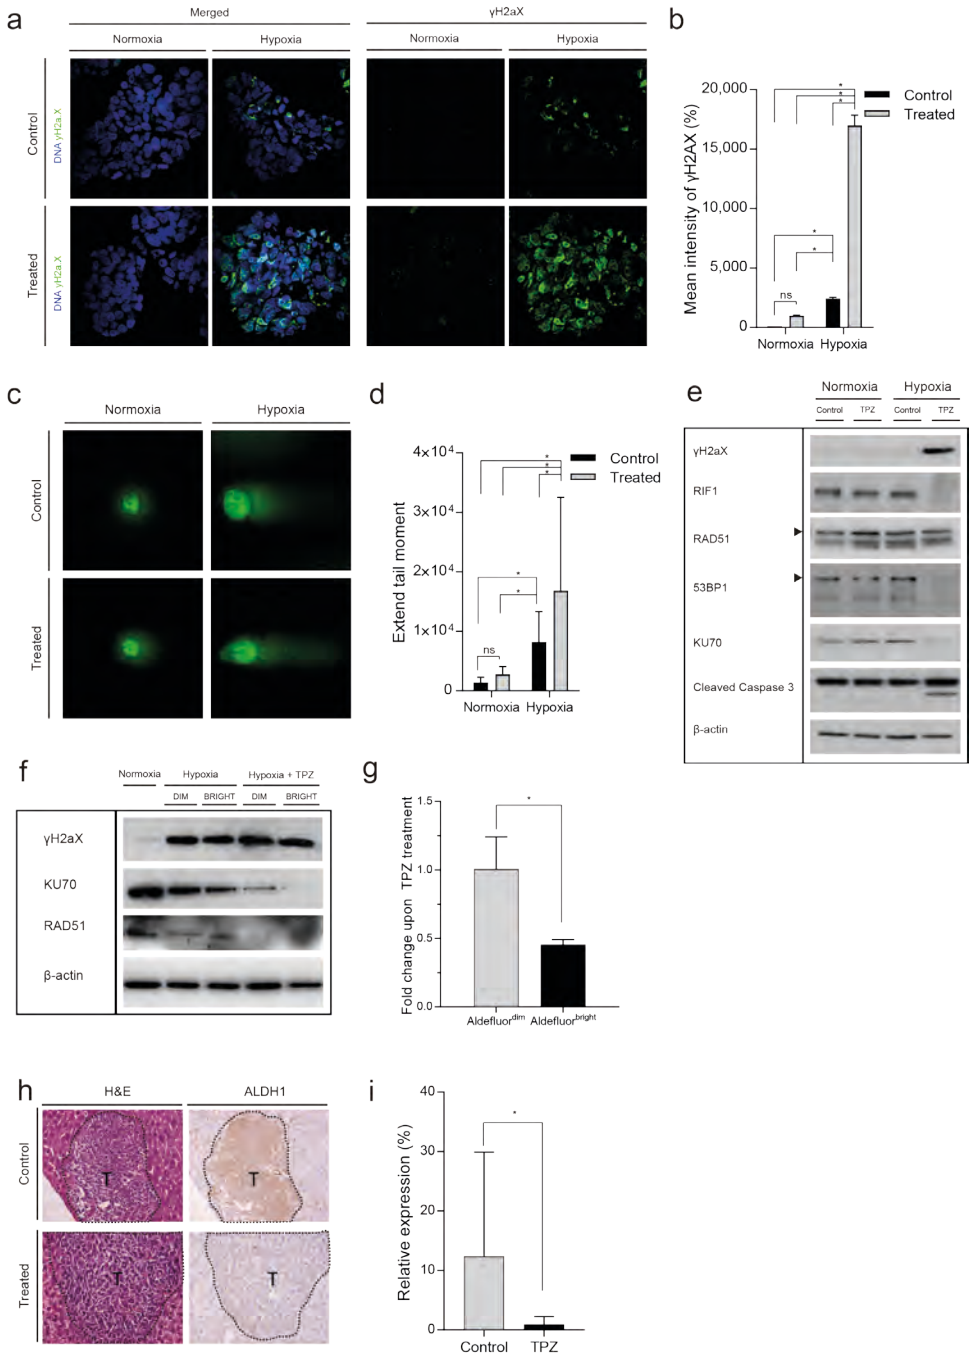 a
Merged
γH2aX
Normoxia
Hypoxia
Normoxia
Hypoxia
Control
DNA γH2a.X
Treated
DNA γH2a.X
b
Mean intensity of γH2AX (%)
20,000
15,000
10,000
5,000
0
Control
Treated
*
*
*
*
*
ns
Normoxia
Hypoxia
c
Normoxia
Hypoxia
Control
Treated
d
Extend tail moment
4×10⁴
3×10⁴
2×10⁴
1×10⁴
0
Control
Treated
*
*
*
*
*
ns
Normoxia
Hypoxia
e
Normoxia
Hypoxia
Control
TPZ
Control
TPZ
γH2aX
RIF1
RAD51
53BP1
KU70
Cleaved Caspase 3
β-actin
f
Normoxia
Hypoxia
Hypoxia + TPZ
DIM
BRIGHT
DIM
BRIGHT
γH2aX
KU70
RAD51
β-actin
g
Fold change upon TPZ treatment
1.5
1.0
0.5
0.0
*
Aldefluorᵈⁱᵐ
Aldefluorᵇʳⁱᵍʰᵗ
h
H&E
ALDH1
Control
T
T
Treated
T
T
i
Relative expression (%)
40
30
20
10
0
*
Control
TPZ